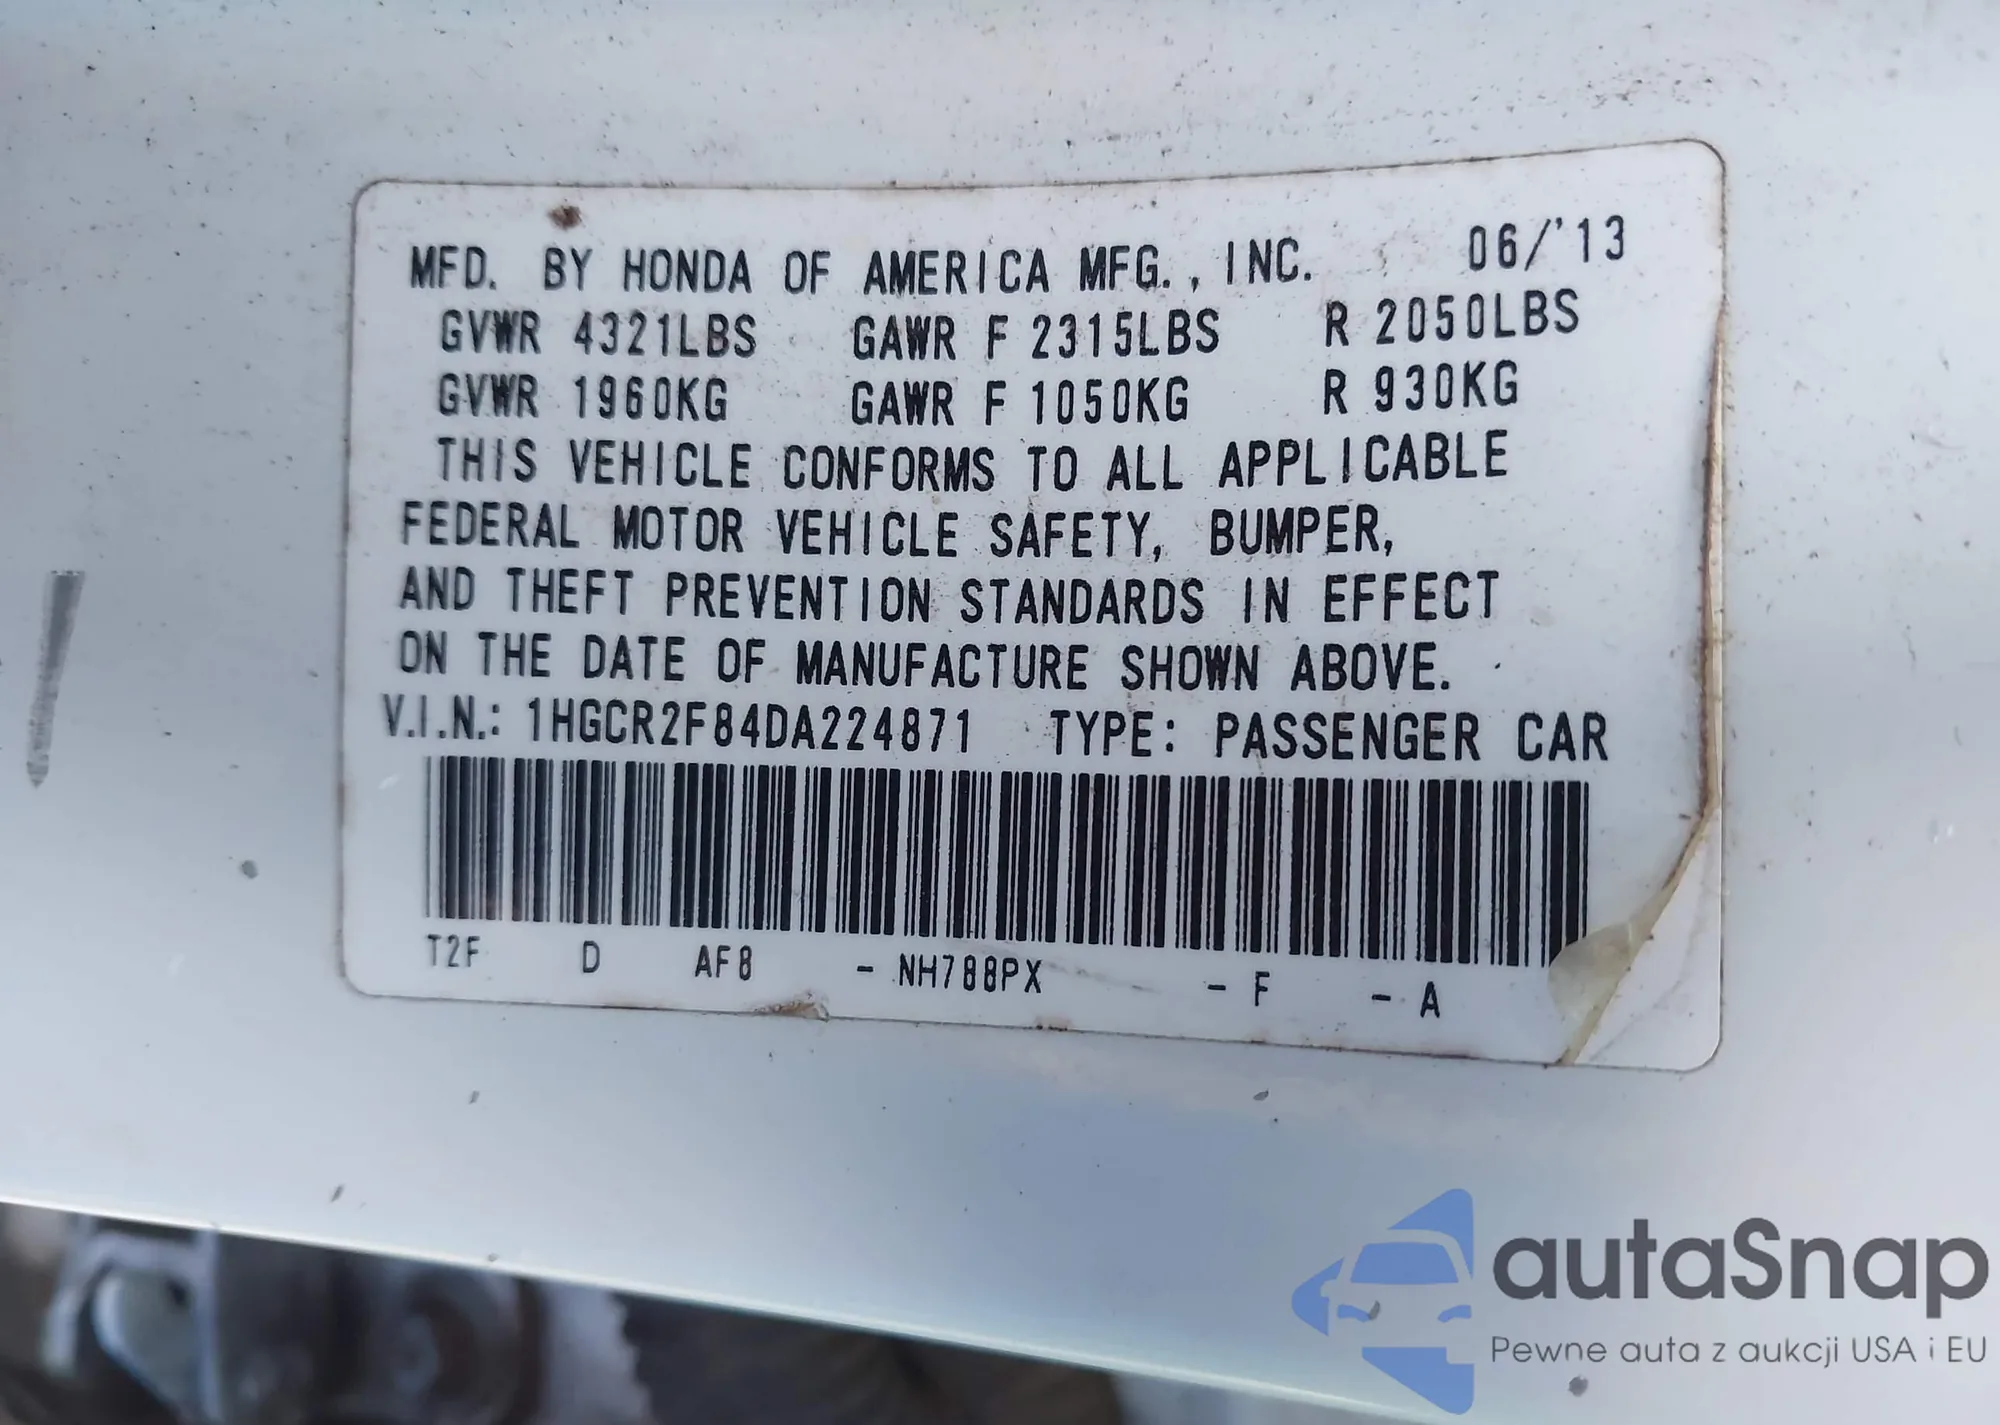 MFD. BY HONDA OF AMERICA MFG., INC. 06/'13
GVWR 4321LBS GAWR F 2315LBS R 2050LBS
GVWR 1960KG GAWR F 1050KG R 930KG
THIS VEHICLE CONFORMS TO ALL APPLICABLE
FEDERAL MOTOR VEHICLE SAFETY, BUMPER,
AND THEFT PREVENTION STANDARDS IN EFFECT
ON THE DATE OF MANUFACTURE SHOWN ABOVE.
V.I.N.: 1HGCR2F84DA224871 TYPE: PASSENGER CAR
T2F D AF8 - NH788PX - F - A
autaSnap
Pewne auta z aukcji USA i EU